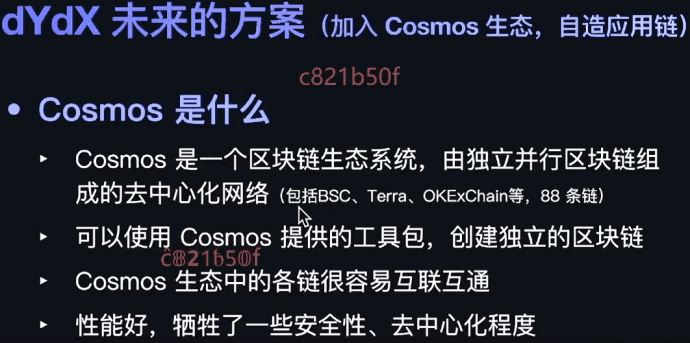 dYdX 未来的方案（加入 Cosmos 生态，自造应用链）
c821b50f
• Cosmos 是什么
‣ Cosmos 是一个区块链生态系统，由独立并行区块链组
成的去中心化网络（包括BSC、Terra、OKExChain等，88 条链）
‣ 可以使用 Cosmos 提供的工具包，创建独立的区块链
c821b50f
‣ Cosmos 生态中的各链很容易互联互通
‣ 性能好，牺牲了一些安全性、去中心化程度